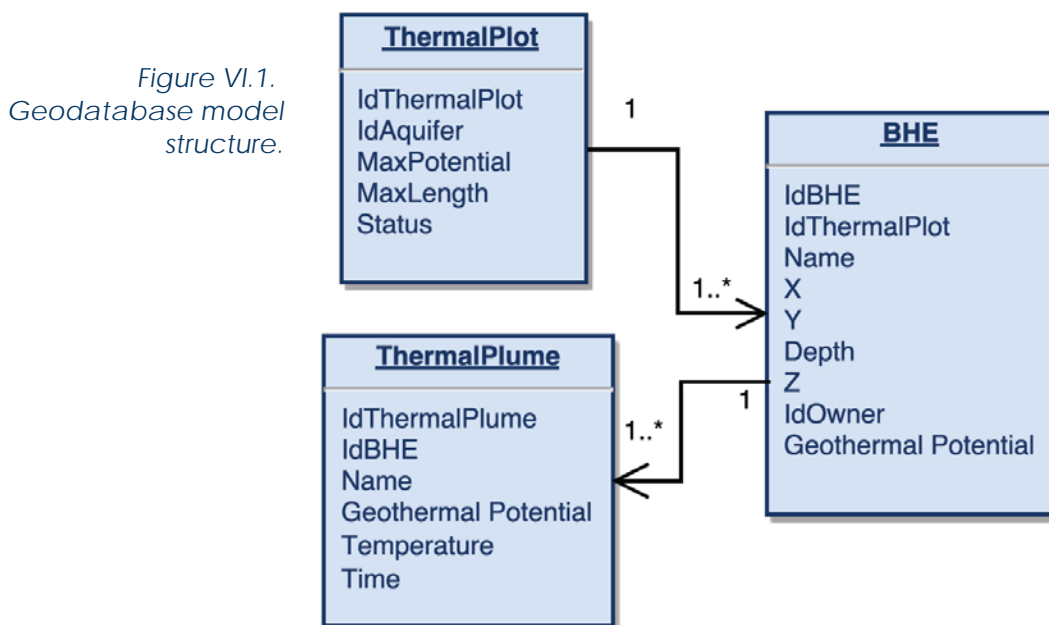 Figure VI.1.
Geodatabase model
structure.
ThermalPlot
IdThermalPlot
IdAquifer
MaxPotential
MaxLength
Status
1
1..*
BHE
IdBHE
IdThermalPlot
Name
X
Y
Depth
Z
IdOwner
Geothermal Potential
1
1..*
ThermalPlume
IdThermalPlume
IdBHE
Name
Geothermal Potential
Temperature
Time